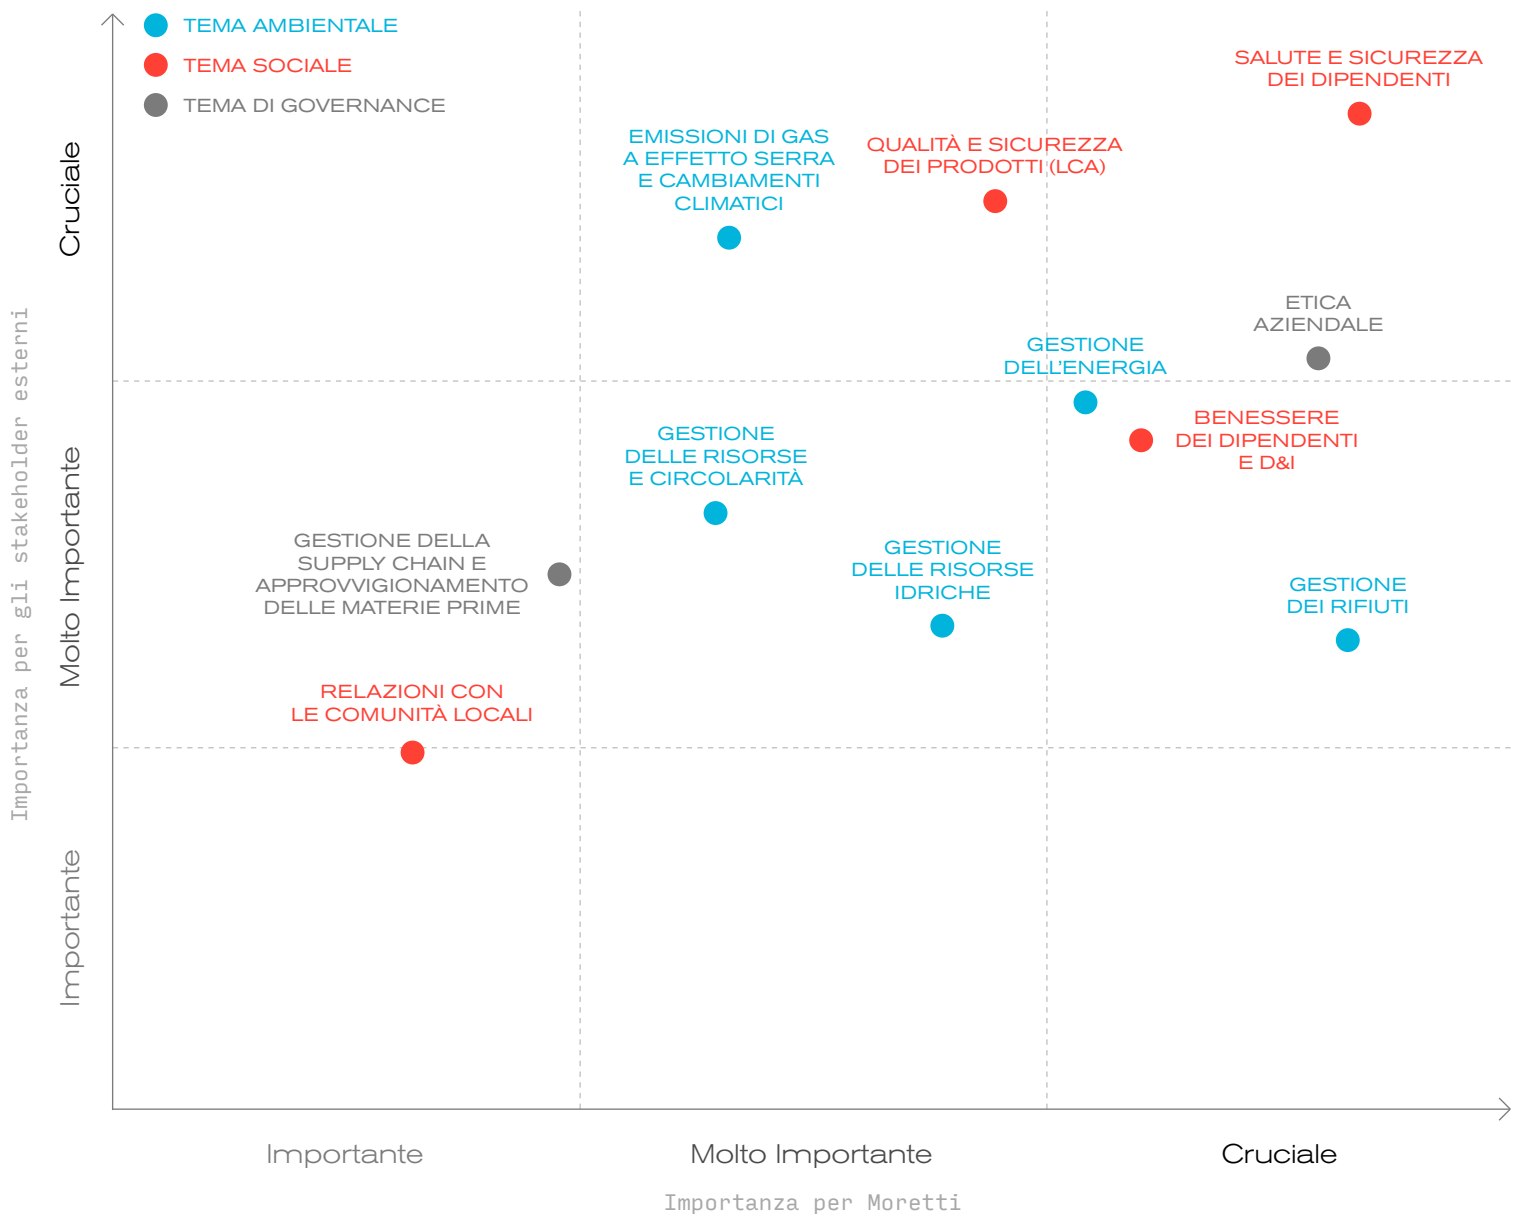 TEMA AMBIENTALE
TEMA SOCIALE
TEMA DI GOVERNANCE
SALUTE E SICUREZZA
DEI DIPENDENTI
EMISSIONI DI GAS
A EFFETTO SERRA
E CAMBIAMENTI
CLIMATICI
QUALITÀ E SICUREZZA
DEI PRODOTTI (LCA)
ETICA
AZIENDALE
GESTIONE
DELL'ENERGIA
BENESSERE
DEI DIPENDENTI
E D&I
GESTIONE
DELLE RISORSE
E CIRCOLARITÀ
GESTIONE DELLA
SUPPLY CHAIN E
APPROVVIGIONAMENTO
DELLE MATERIE PRIME
GESTIONE
DELLE RISORSE
IDRICHE
GESTIONE
DEI RIFIUTI
RELAZIONI CON
LE COMUNITÀ LOCALI
Cruciale
Molto Importante
Importante
Importanza per gli stakeholder esterni
Importante
Molto Importante
Cruciale
Importanza per Moretti